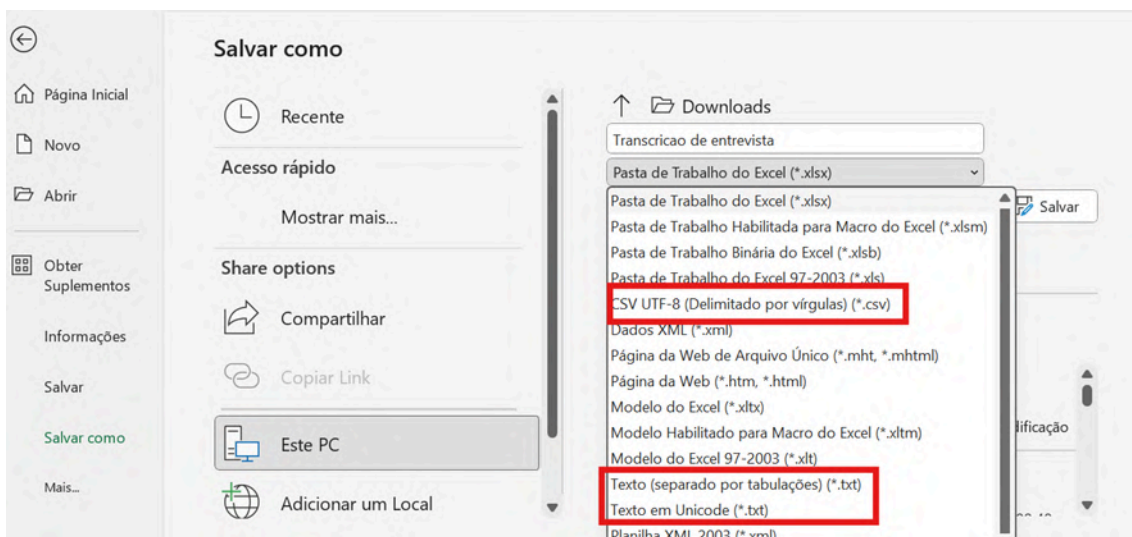 Salvar como
Página Inicial
Novo
Abrir
Obter
Suplementos
Informações
Salvar
Salvar como
Mais...
Recente
Acesso rápido
Mostrar mais...
Share options
Compartilhar
Copiar Link
Este PC
Adicionar um Local
Downloads
Transcricao de entrevista
Pasta de Trabalho do Excel (*.xlsx)
Salvar
Pasta de Trabalho do Excel (*.xlsx)
Pasta de Trabalho Habilitada para Macro do Excel (*.xlsm)
Pasta de Trabalho Binária do Excel (*.xlsb)
Pasta de Trabalho do Excel 97-2003 (*.xls)
CSV UTF-8 (Delimitado por vírgulas) (*.csv)
Dados XML (*.xml)
Página da Web de Arquivo Único (*.mht, *.mhtml)
Página da Web (*.htm, *.html)
Modelo do Excel (*.xltx)
Modelo Habilitado para Macro do Excel (*.xltm)
Modelo do Excel 97-2003 (*.xlt)
Texto (separado por tabulações) (*.txt)
Texto em Unicode (*.txt)
Planilha XML 2003 (*.xml)
dificação